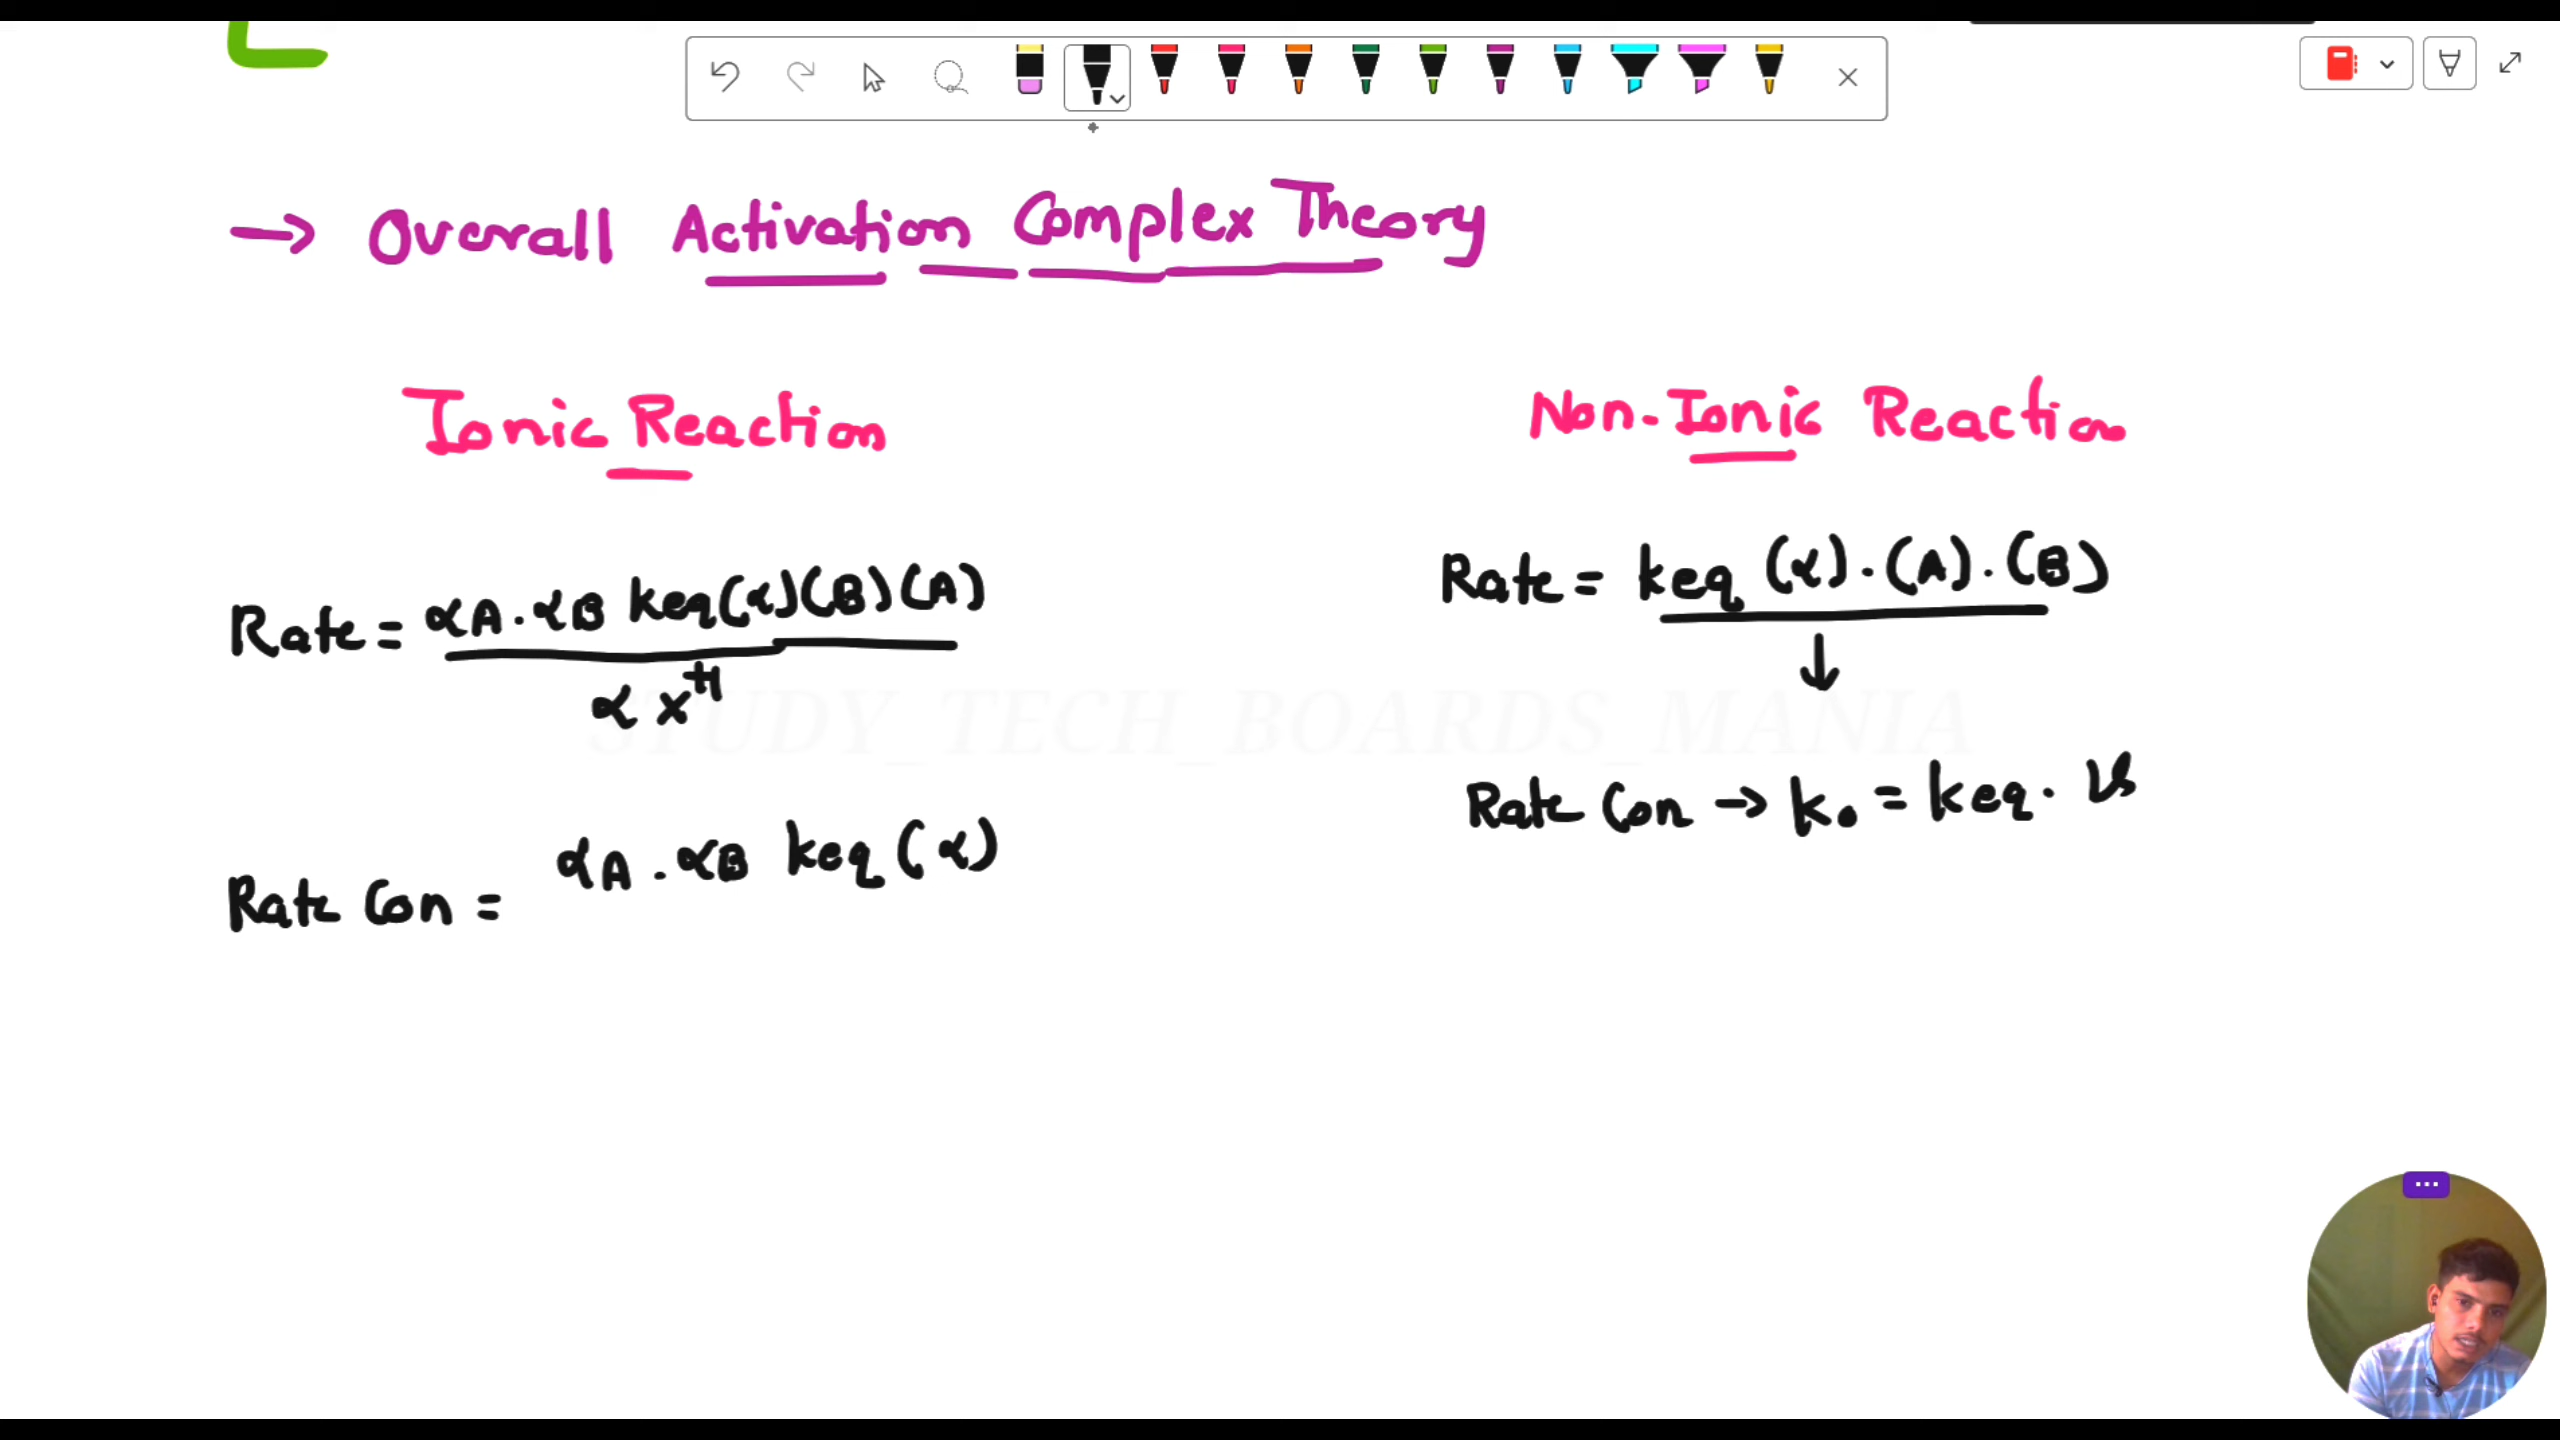 → Overall Activation Complex Theory
Ionic Reaction
Rate = αA . αB keq(α)(B)(A)
α x^‡
Rate Con = αA . αB keq (α)
Non-Ionic Reaction
Rate = keq (α) . (A) . (B)
↓
Rate Con → k₀ = keq .
STUDY_TECH_BOARDS_MANIA